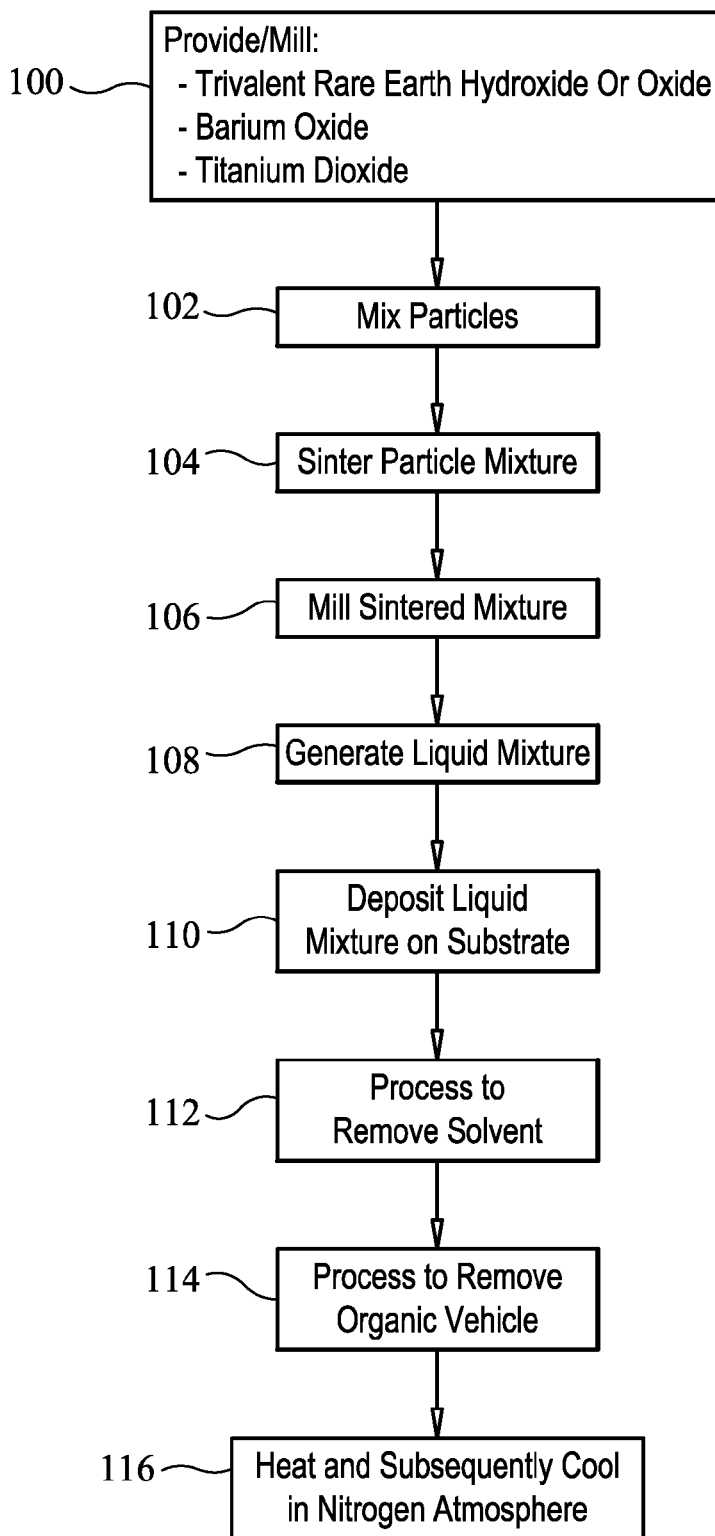 Provide/Mill:
100
- Trivalent Rare Earth Hydroxide Or Oxide
- Barium Oxide
- Titanium Dioxide
102
Mix Particles
104
Sinter Particle Mixture
106
Mill Sintered Mixture
108
Generate Liquid Mixture
110
Deposit Liquid
Mixture on Substrate
112
Process to
Remove Solvent
114
Process to Remove
Organic Vehicle
116
Heat and Subsequently Cool
in Nitrogen Atmosphere